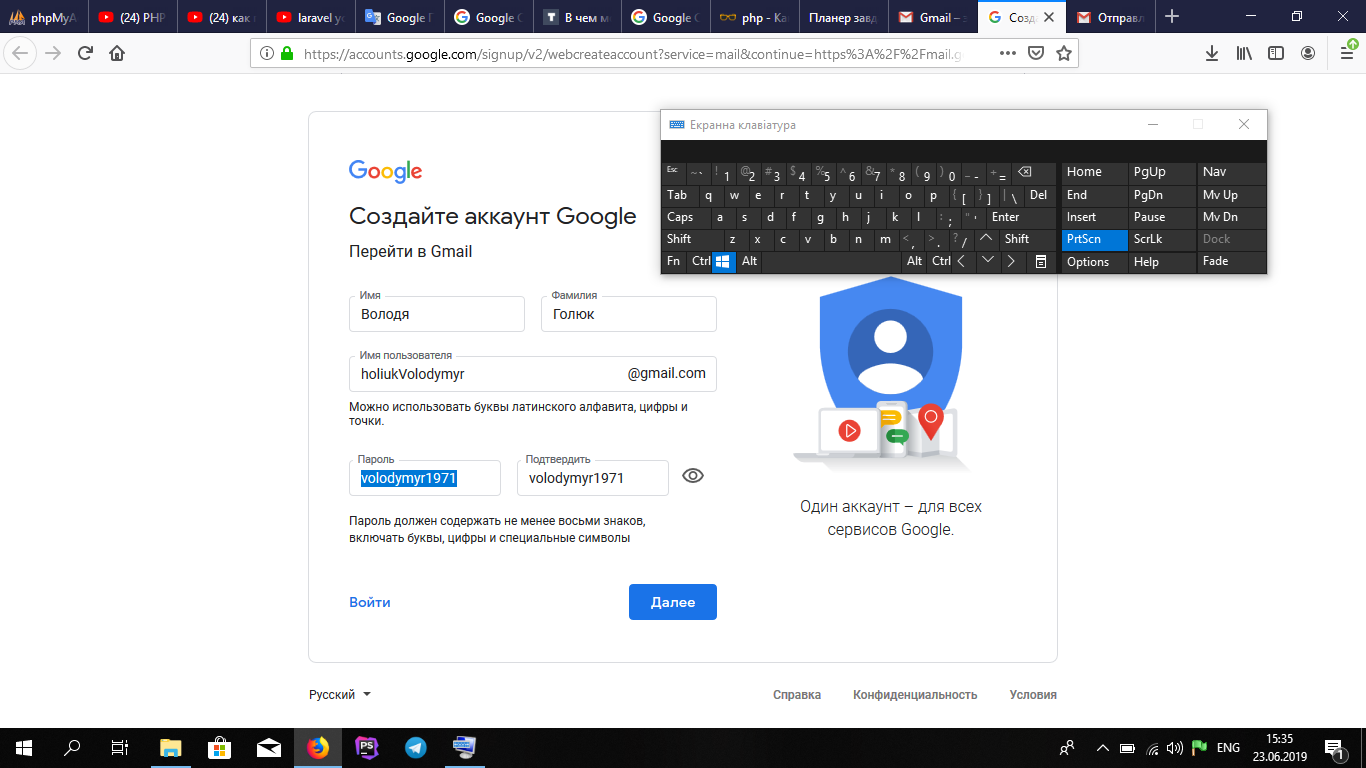 phpMyA
(24) PHP
(24) как
laravel yo
Google П
Google C
В чем м
Google C
php - Ка
Планер завд
Gmail –
Созд
Отправл
https://accounts.google.com/signup/v2/webcreateaccount?service=mail&continue=https%3A%2F%2Fmail.g
Google
Создайте аккаунт Google
Перейти в Gmail
Имя
Володя
Фамилия
Голюк
Имя пользователя
holiukVolodymyr
@gmail.com
Можно использовать буквы латинского алфавита, цифры и
точки.
Пароль
volodymyr1971
Подтвердить
volodymyr1971
Пароль должен содержать не менее восьми знаков,
включать буквы, цифры и специальные символы
Войти
Далее
Екранна клавіатура
Esc ~ ` ! 1 @ 2 # 3 $ 4 % 5 ^ 6 & 7 * 8 ( 9 ) 0 _ - + = Home PgUp Nav
Tab q w e r t y u i o p { [ } ] | \ Del End PgDn Mv Up
Caps a s d f g h j k l : ; " ' Enter Insert Pause Mv Dn
Shift z x c v b n m < , > . ? / Shift PrtScn ScrLk Dock
Fn Ctrl Alt Alt Ctrl Options Help Fade
Один аккаунт – для всех
сервисов Google.
Русский
Справка
Конфиденциальность
Условия
PS
ENG
15:35
23.06.2019
1